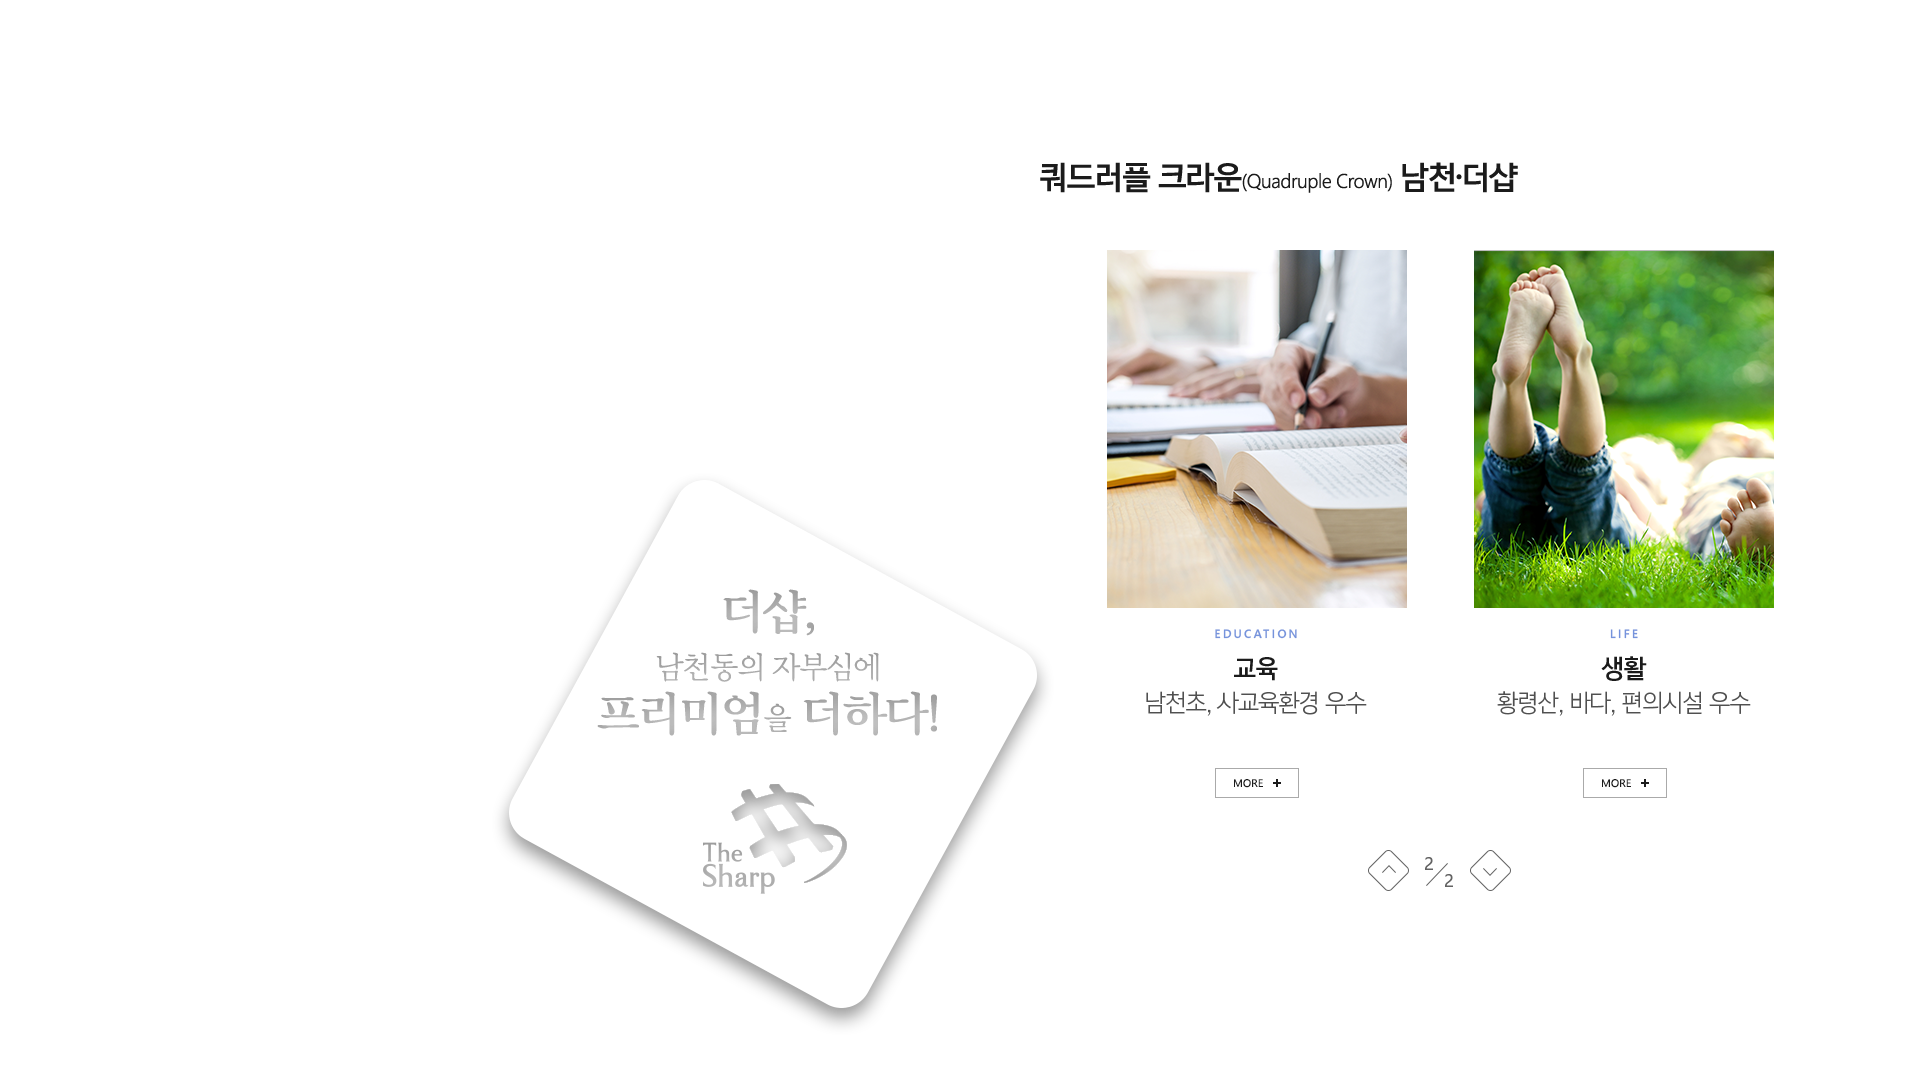 쿼드러플 크라운(Quadruple Crown) 남천·더샵
더샵,
남천동의 자부심에
프리미엄을 더하다!
The
Sharp
EDUCATION
교육
남천초, 사교육환경 우수
MORE +
LIFE
생활
황령산, 바다, 편의시설 우수
MORE +
2/2